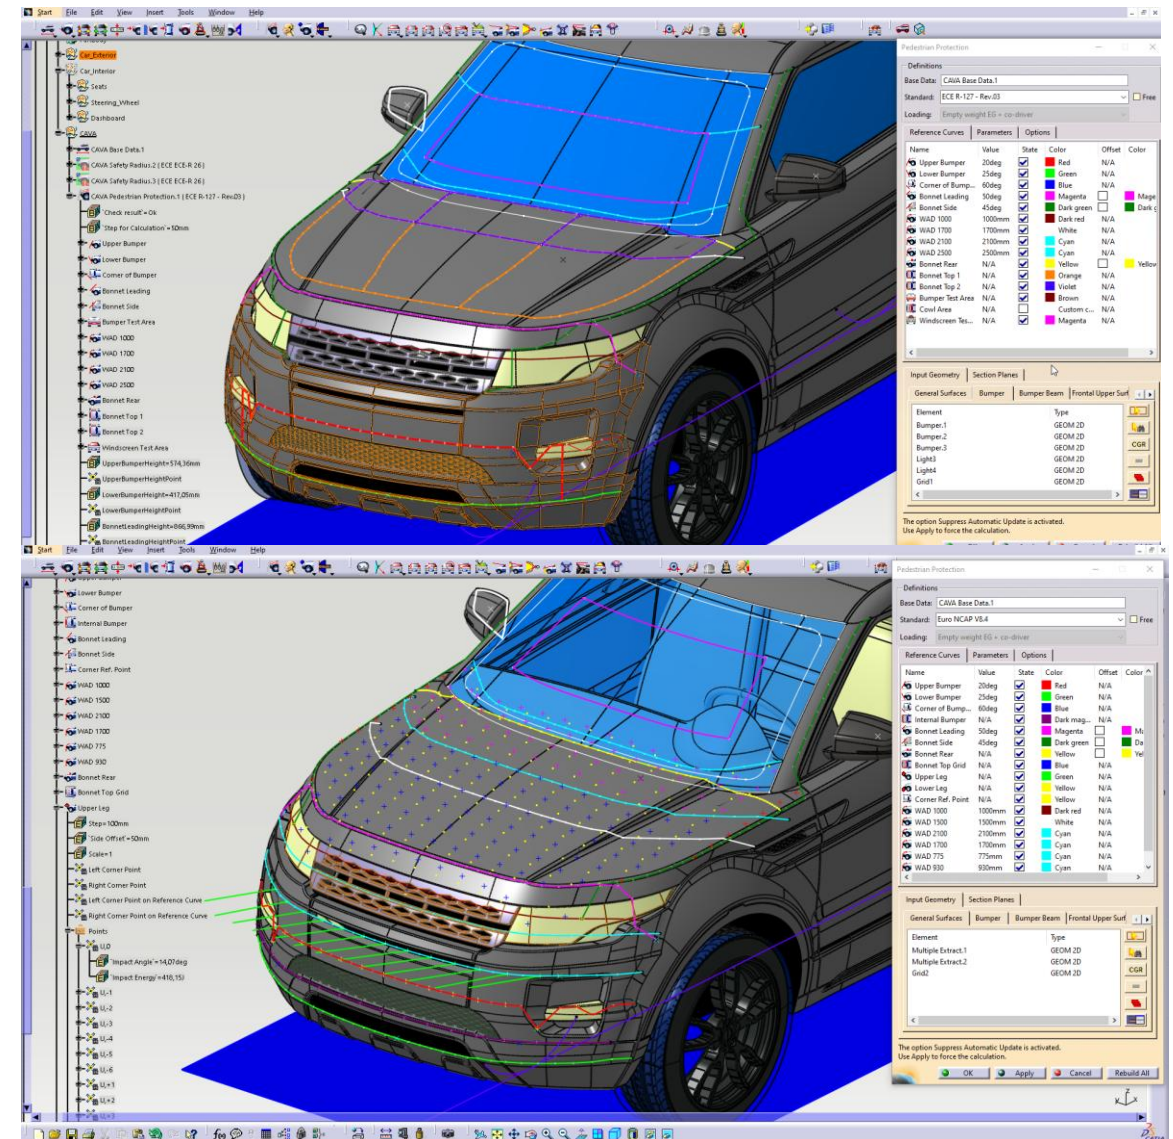 Start File Edit View Insert Tools Window Help
Car_Exterior
Car_Interior
Seats
Steering_Wheel
Dashboard
CAVA
CAVA Base Data.1
CAVA Safety Radius.2 ( ECE ECE-R 26 )
CAVA Safety Radius.3 ( ECE ECE-R 26 )
CAVA Pedestrian Protection.1 ( ECE R-127 - Rev.03 )
`Check result`=Ok
`Step for Calculation`=50mm
Upper Bumper
Lower Bumper
Corner of Bumper
Bonnet Leading
Bonnet Side
Bumper Test Area
WAD 1000
WAD 1700
WAD 2100
WAD 2500
Bonnet Rear
Bonnet Top 1
Bonnet Top 2
Windscreen Test Area
UpperBumperHeight=574,36mm
UpperBumperHeightPoint
LowerBumperHeight=417,05mm
LowerBumperHeightPoint
BonnetLeadingHeight=866,99mm
BonnetLeadingHeightPoint
Pedestrian Protection
Definitions
Base Data: CAVA Base Data.1
Standard: ECE R-127 - Rev.03 Free
Loading: Empty weight EG + co-driver
Reference Curves Parameters Options
Name Value State Color Offset Color
Upper Bumper 20deg Red N/A
Lower Bumper 25deg Green N/A
Corner of Bump... 60deg Blue N/A
Bonnet Leading 50deg Magenta Mage
Bonnet Side 45deg Dark green Dark g
WAD 1000 1000mm Dark red N/A
WAD 1700 1700mm White N/A
WAD 2100 2100mm Cyan N/A
WAD 2500 2500mm Cyan N/A
Bonnet Rear N/A Yellow Yellow
Bonnet Top 1 N/A Orange N/A
Bonnet Top 2 N/A Violet N/A
Bumper Test Area N/A Brown N/A
Cowl Area N/A Custom c... N/A
Windscreen Tes... N/A Magenta N/A
Input Geometry Section Planes
General Surfaces Bumper Bumper Beam Frontal Upper Surf
Element Type
Bumper.1 GEOM 2D
Bumper.2 GEOM 2D
Bumper.3 GEOM 2D
Light3 GEOM 2D
Light4 GEOM 2D
Grid1 GEOM 2D
CGR
The option Suppress Automatic Update is activated.
Use Apply to force the calculation.
Start File Edit View Insert Tools Window Help
Upper Bumper
Lower Bumper
Corner of Bumper
Internal Bumper
Bonnet Leading
Bonnet Side
Corner Ref. Point
WAD 1000
WAD 1500
WAD 2100
WAD 1700
WAD 775
WAD 930
Bonnet Rear
Bonnet Top Grid
Upper Leg
Step=100mm
`Side Offset`=50mm
Scale=1
Left Corner Point
Right Corner Point
Left Corner Point on Reference Curve
Right Corner Point on Reference Curve
Points
U,0
`Impact Angle`=14,07deg
`Impact Energy`=410,15J
U,-1
U,-2
U,-3
U,-4
U,-5
U,-6
U,+1
U,+2
U,+3
Pedestrian Protection
Definitions
Base Data: CAVA Base Data.1
Standard: Euro NCAP V8.4 Free
Loading: Empty weight EG + co-driver
Reference Curves Parameters Options
Name Value State Color Offset Color
Upper Bumper 20deg Red N/A
Lower Bumper 25deg Green N/A
Corner of Bump... 60deg Blue N/A
Internal Bumper N/A Dark mag... N/A
Bonnet Leading 50deg Magenta Ma
Bonnet Side 45deg Dark green Da
Bonnet Rear N/A Yellow Yel
Bonnet Top Grid N/A Blue N/A
Upper Leg N/A Green N/A
Lower Leg N/A Yellow N/A
Corner Ref. Point N/A Yellow N/A
WAD 1000 1000mm Dark red N/A
WAD 1500 1500mm White N/A
WAD 2100 2100mm Cyan N/A
WAD 1700 1700mm Cyan N/A
WAD 775 775mm Cyan N/A
WAD 930 930mm Cyan N/A
Input Geometry Section Planes
General Surfaces Bumper Bumper Beam Frontal Upper Surf
Element Type
Multiple Extract.1 GEOM 2D
Multiple Extract.2 GEOM 2D
Grid2 GEOM 2D
CGR
The option Suppress Automatic Update is activated.
Use Apply to force the calculation.
OK Apply Cancel Rebuild All
z
x